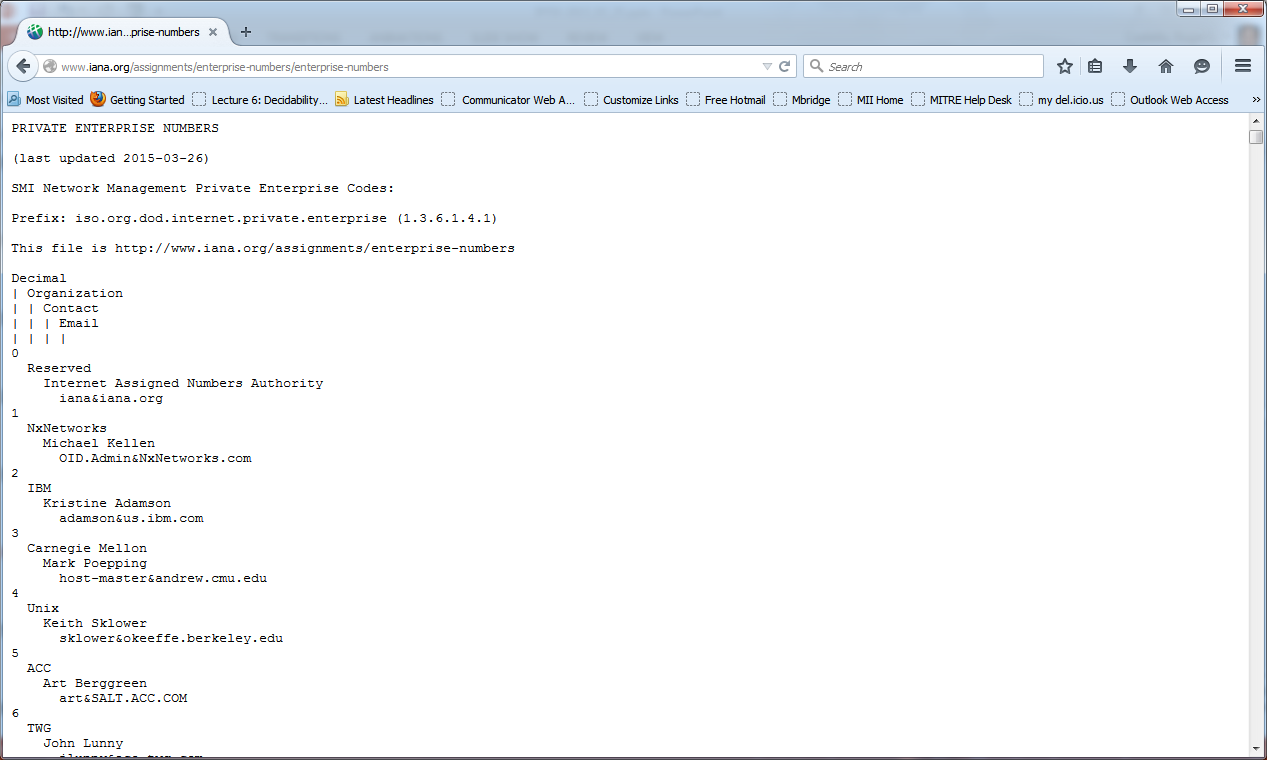 http://www.ian...prise-numbers
www.iana.org/assignments/enterprise-numbers/enterprise-numbers
Search
Most Visited Getting Started Lecture 6: Decidability... Latest Headlines Communicator Web A... Customize Links Free Hotmail Mbridge MII Home MITRE Help Desk my del.icio.us Outlook Web Access »
PRIVATE ENTERPRISE NUMBERS
(last updated 2015-03-26)
SMI Network Management Private Enterprise Codes:
Prefix: iso.org.dod.internet.private.enterprise (1.3.6.1.4.1)
This file is http://www.iana.org/assignments/enterprise-numbers
Decimal
| Organization
| | Contact
| | | Email
| | | |
0
Reserved
Internet Assigned Numbers Authority
iana&iana.org
1
NxNetworks
Michael Kellen
OID.Admin&NxNetworks.com
2
IBM
Kristine Adamson
adamson&us.ibm.com
3
Carnegie Mellon
Mark Poepping
host-master&andrew.cmu.edu
4
Unix
Keith Sklower
sklower&okeeffe.berkeley.edu
5
ACC
Art Berggreen
art&SALT.ACC.COM
6
TWG
John Lunny